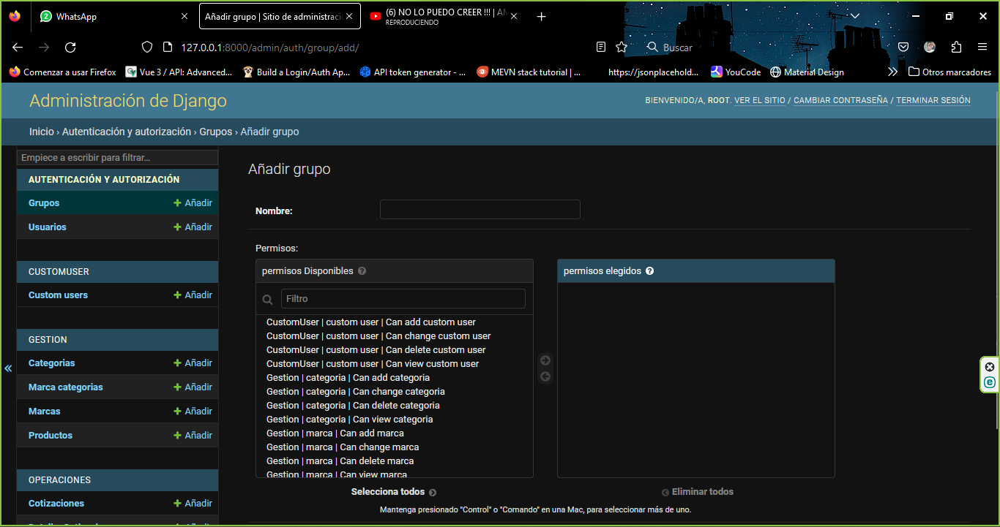 2 WhatsApp
Añadir grupo | Sitio de administraci
(6) NO LO PUEDO CREER !!! | AN
REPRODUCIENDO
127.0.0.1:8000/admin/auth/group/add/
Buscar
Comenzar a usar Firefox
Vue 3 / API: Advanced...
Build a Login/Auth Ap...
API token generator - ...
MEVN stack tutorial | ...
https://jsonplacehold...
YouCode
Material Design
Otros marcadores
Administración de Django
BIENVENIDO/A, ROOT. VER EL SITIO / CAMBIAR CONTRASEÑA / TERMINAR SESIÓN
Inicio › Autenticación y autorización › Grupos › Añadir grupo
Empiece a escribir para filtrar...
AUTENTICACIÓN Y AUTORIZACIÓN
Grupos + Añadir
Usuarios + Añadir
CUSTOMUSER
Custom users + Añadir
GESTION
Categorias + Añadir
Marca categorias + Añadir
Marcas + Añadir
Productos + Añadir
OPERACIONES
Cotizaciones + Añadir
Añadir grupo
Nombre:
Permisos:
permisos Disponibles ?
Filtro
CustomUser | custom user | Can add custom user
CustomUser | custom user | Can change custom user
CustomUser | custom user | Can delete custom user
CustomUser | custom user | Can view custom user
Gestion | categoria | Can add categoria
Gestion | categoria | Can change categoria
Gestion | categoria | Can delete categoria
Gestion | categoria | Can view categoria
Gestion | marca | Can add marca
Gestion | marca | Can change marca
Gestion | marca | Can delete marca
Gestion | marca | Can view marca
Selecciona todos
permisos elegidos ?
Eliminar todos
Mantenga presionado "Control" o "Comando" en una Mac, para seleccionar más de uno.